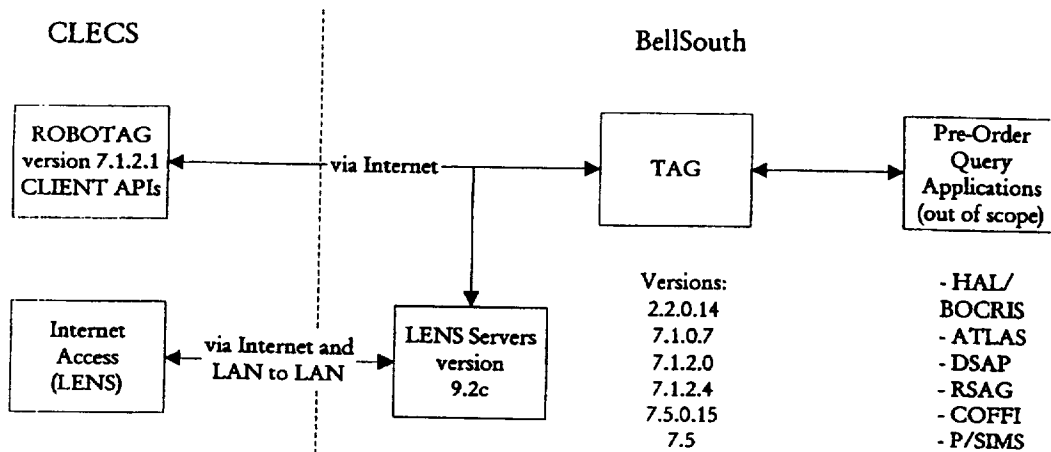 CLECS
BellSouth
ROBOTAG
version 7.1.2.1
CLIENT APIs
via Internet
TAG
Pre-Order
Query
Applications
(out of scope)
Internet
Access
(LENS)
via Internet and
LAN to LAN
LENS Servers
version
9.2c
Versions:
2.2.0.14
7.1.0.7
7.1.2.0
7.1.2.4
7.5.0.15
7.5
- HAL/
BOCRIS
- ATLAS
- DSAP
- RSAG
- COFFI
- P/SIMS